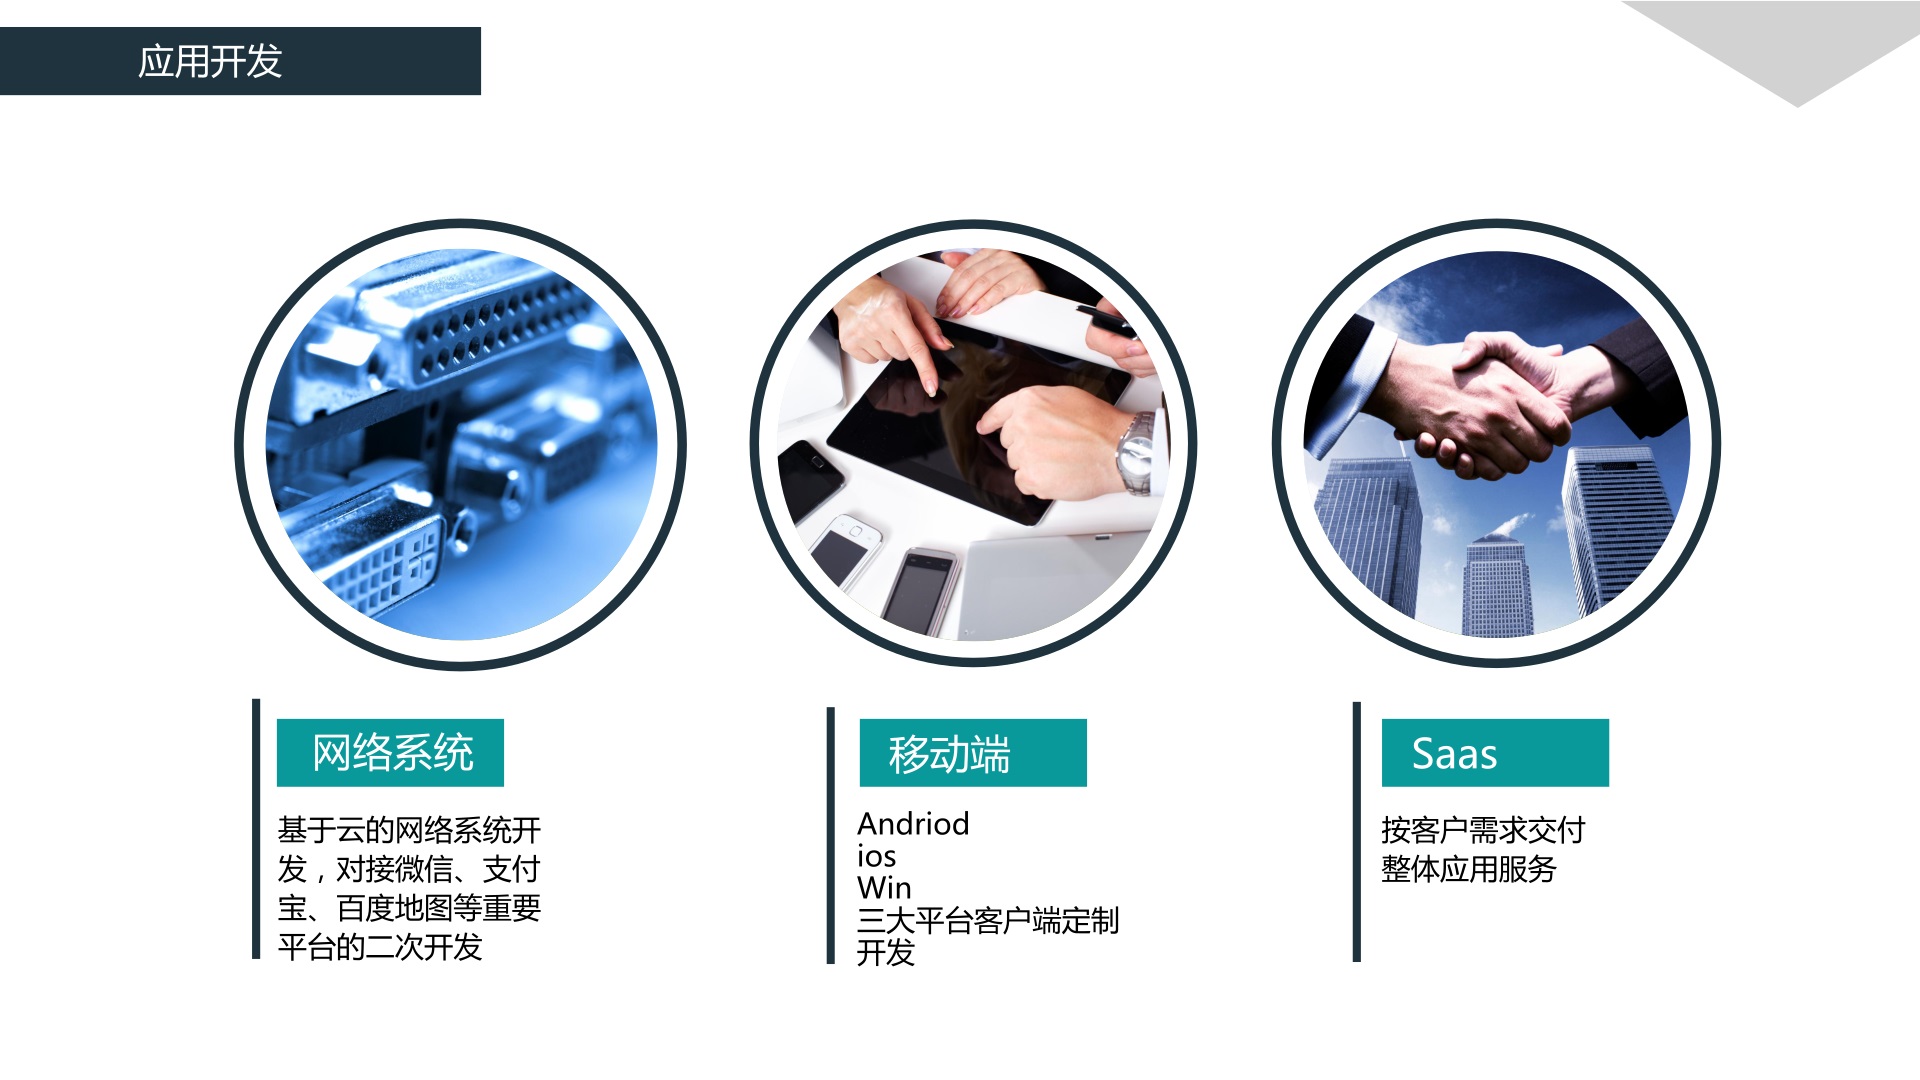 应用开发
网络系统
基于云的网络系统开
发，对接微信、支付
宝、百度地图等重要
平台的二次开发
移动端
Andriod
ios
Win
三大平台客户端定制
开发
Saas
按客户需求交付
整体应用服务